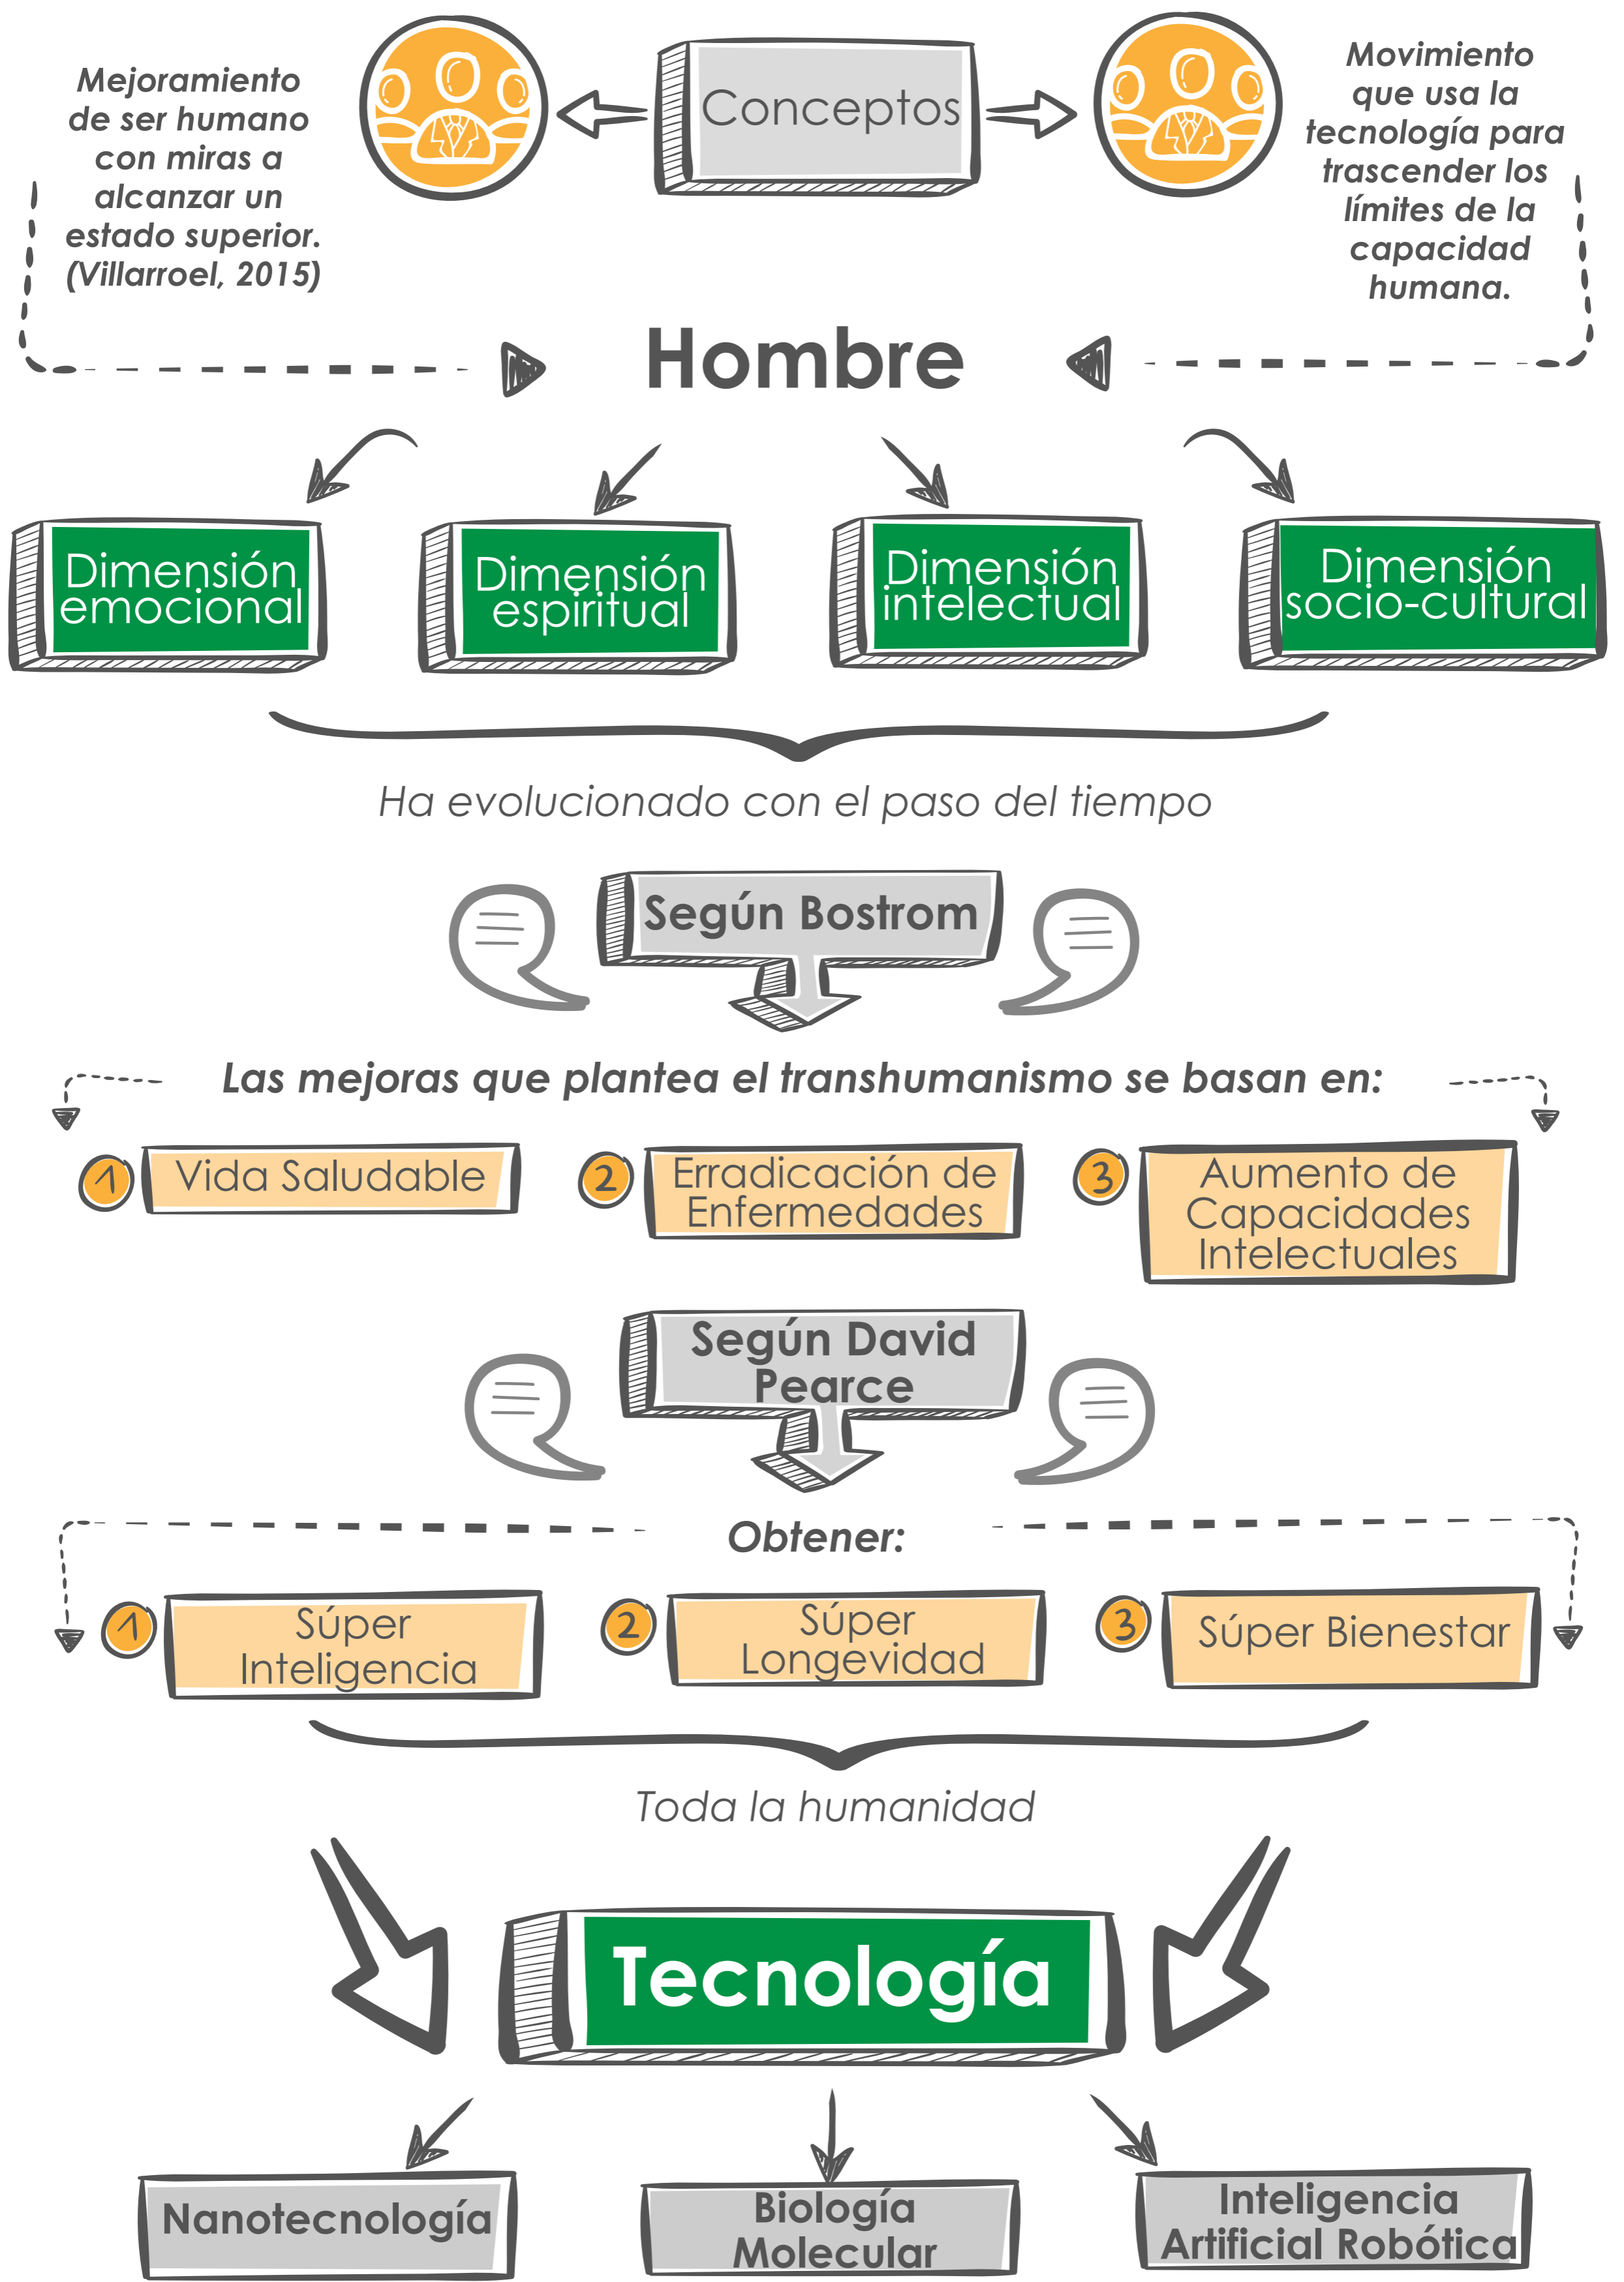 Mejoramiento
de ser humano
con miras a
alcanzar un
estado superior.
(Villarroel, 2015)
Conceptos
Movimiento
que usa la
tecnología para
trascender los
límites de la
capacidad
humana.
Hombre
Dimensión
emocional
Dimensión
espiritual
Dimensión
intelectual
Dimensión
socio-cultural
Ha evolucionado con el paso del tiempo
Según Bostrom
Las mejoras que plantea el transhumanismo se basan en:
1
Vida Saludable
2
Erradicación de
Enfermedades
3
Aumento de
Capacidades
Intelectuales
Según David
Pearce
Obtener:
1
Súper
Inteligencia
2
Súper
Longevidad
3
Súper Bienestar
Toda la humanidad
Tecnología
Nanotecnología
Biología
Molecular
Inteligencia
Artificial Robótica